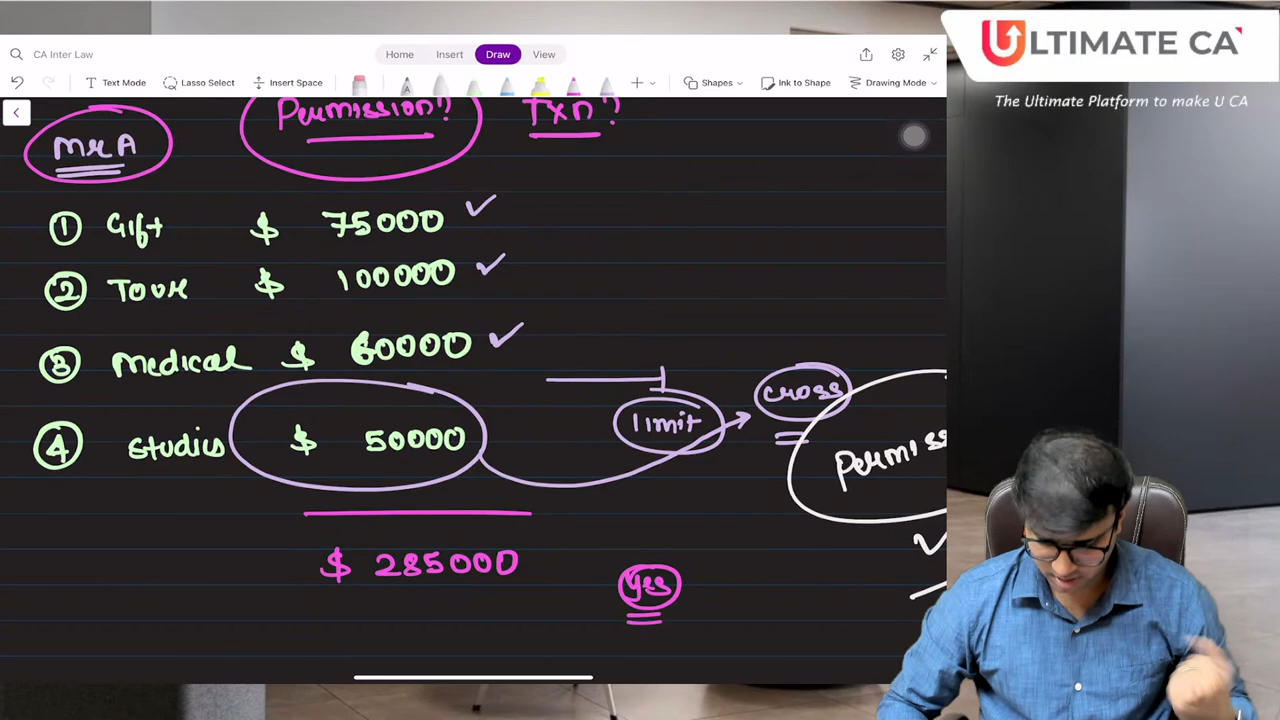 CA Inter Law
Home Insert Draw View
Text Mode Lasso Select Insert Space Shapes Ink to Shape Drawing Mode
ULTIMATE CA
The Ultimate Platform to make U CA
Mr A
Permission?
Txn?
① Gift $ 75000 ✓
② Tour $ 100000 ✓
③ Medical $ 60000 ✓
limit
cross
④ Studies $ 50000
Permiss
$ 285000
yes